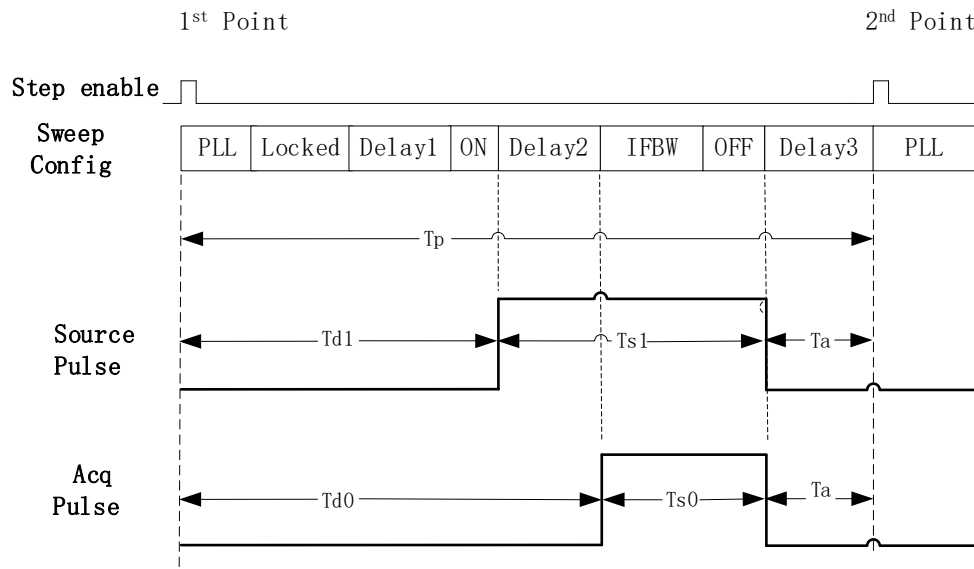 1st Point 2nd Point
Step enable
Sweep
Config
PLL Locked Delay1 ON Delay2 IFBW OFF Delay3 PLL
Tp
Source
Pulse
Td1 Ts1 Ta
Acq
Pulse
Td0 Ts0 Ta